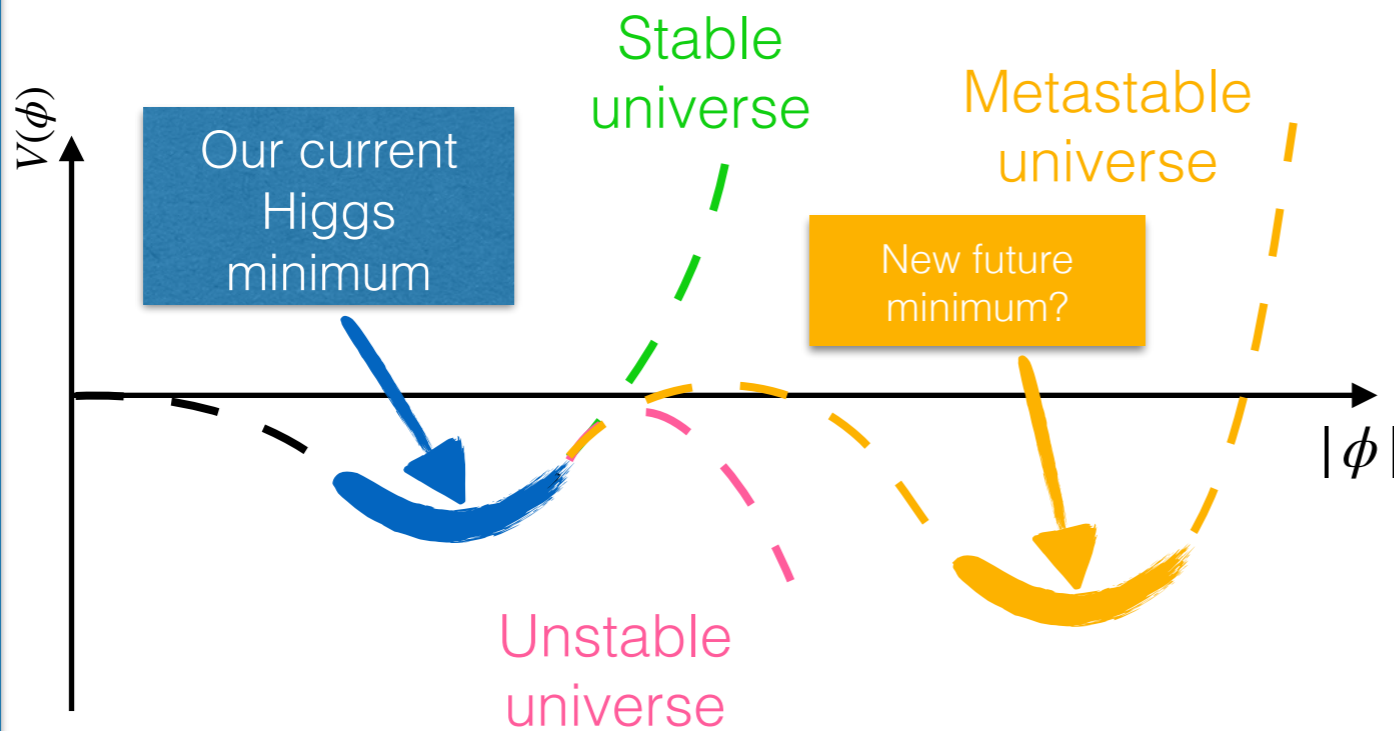 Stable
universe
Metastable
universe
V(ϕ)
Our current
Higgs
minimum
New future
minimum?
|ϕ|
Unstable
universe